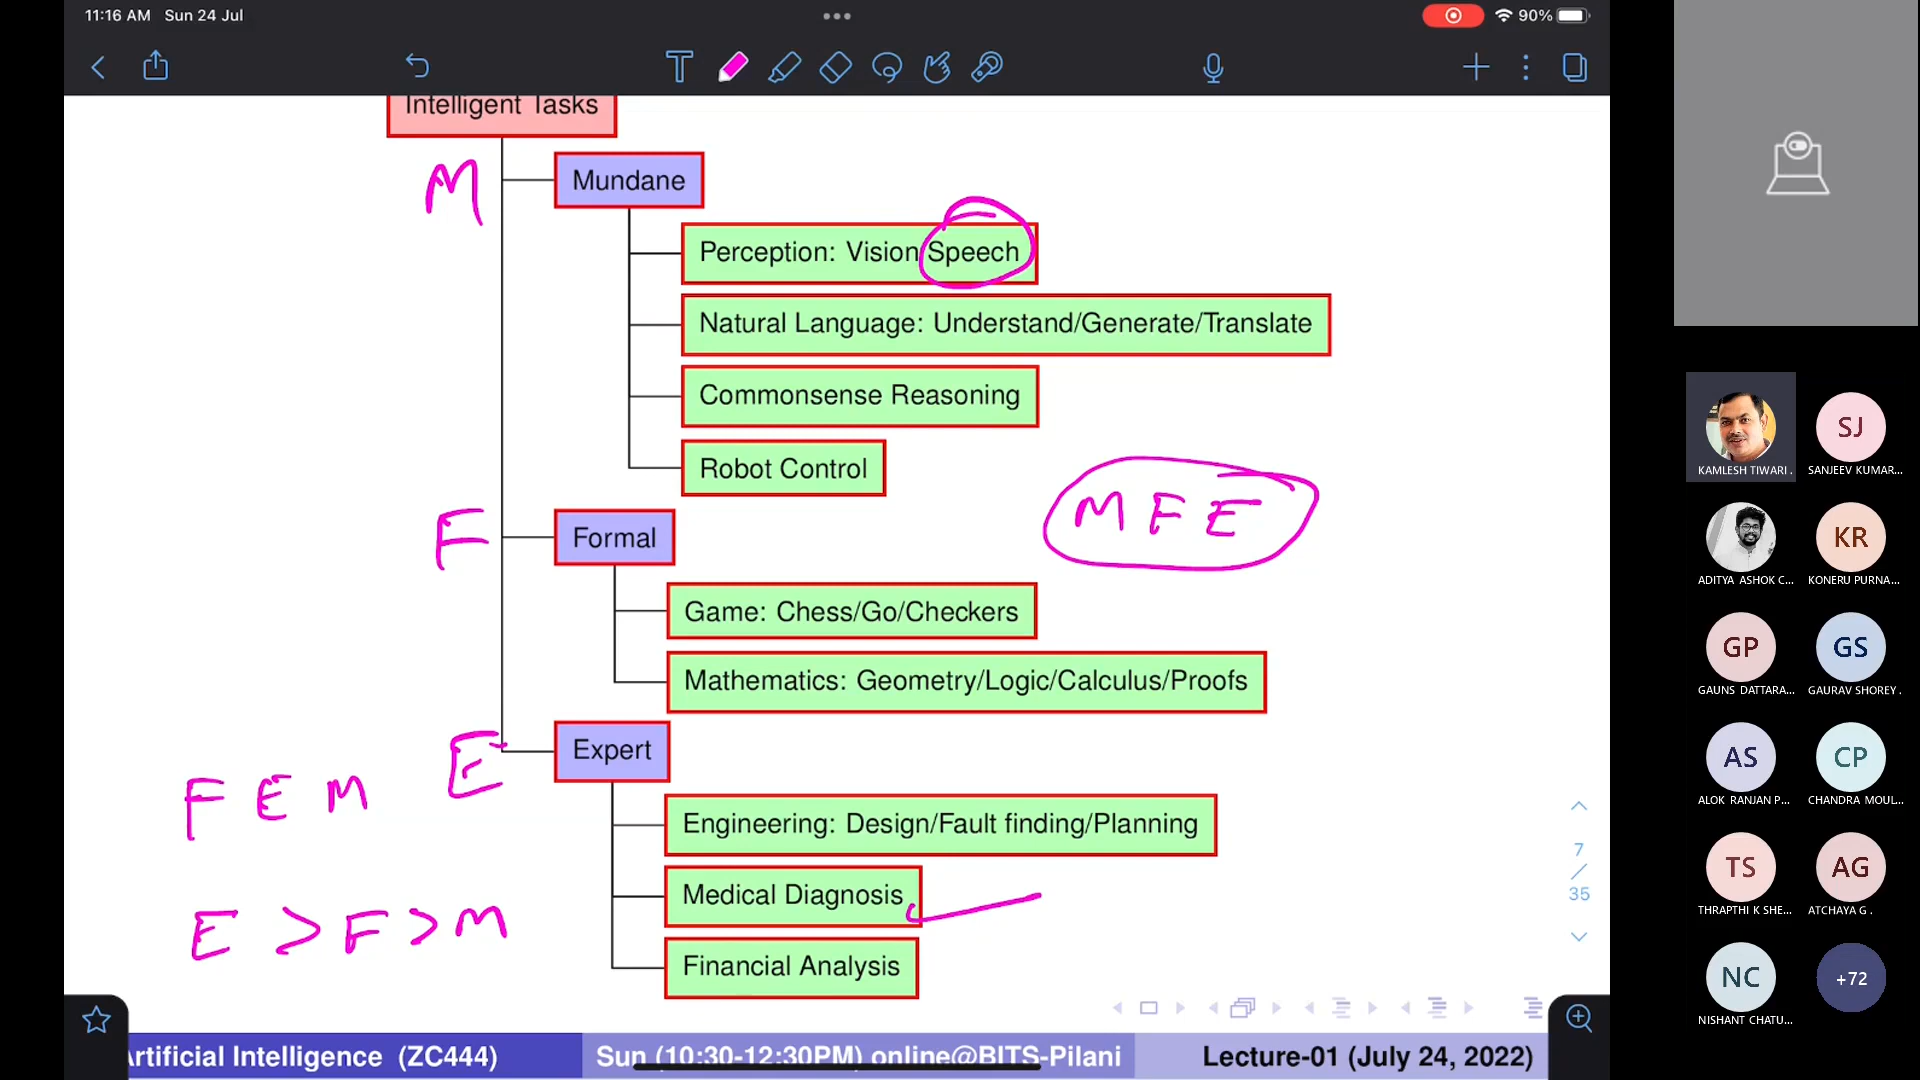 11:16 AM Sun 24 Jul
90%
Intelligent Tasks
M
Mundane
Perception: Vision Speech
Natural Language: Understand/Generate/Translate
Commonsense Reasoning
Robot Control
M F E
F
Formal
Game: Chess/Go/Checkers
Mathematics: Geometry/Logic/Calculus/Proofs
E
Expert
F E M
Engineering: Design/Fault finding/Planning
Medical Diagnosis
E > F > M
Financial Analysis
7
/
35
Artificial Intelligence (ZC444)
Sun (10:30-12:30PM) online@BITS-Pilani
Lecture-01 (July 24, 2022)
KAMLESH TIWARI .
SJ
SANJEEV KUMAR...
ADITYA ASHOK C...
KR
KONERU PURNA...
GP
GAUNS DATTARA...
GS
GAURAV SHOREY .
AS
ALOK RANJAN P...
CP
CHANDRA MOUL...
TS
THRAPTHI K SHE...
AG
ATCHAYA G .
NC
NISHANT CHATU...
+72